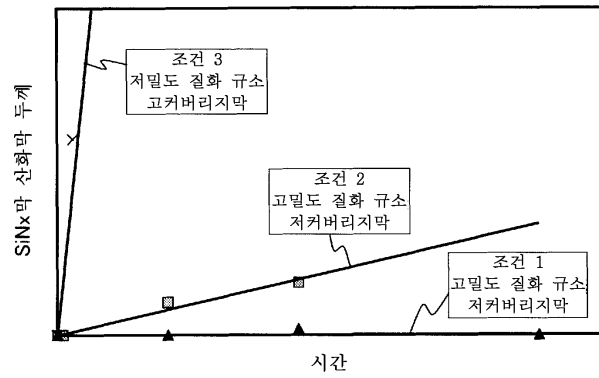 조건 3
저밀도 질화 규소
고커버리지막
조건 2
고밀도 질화 규소
저커버리지막
조건 1
고밀도 질화 규소
저커버리지막
SiNx막 산화막 두께
시간